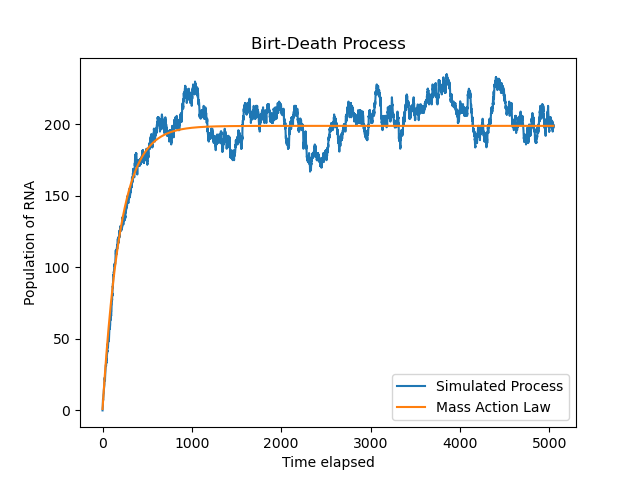 Birt-Death Process
Population of RNA
200
150
100
50
0
Simulated Process
Mass Action Law
0 1000 2000 3000 4000 5000
Time elapsed